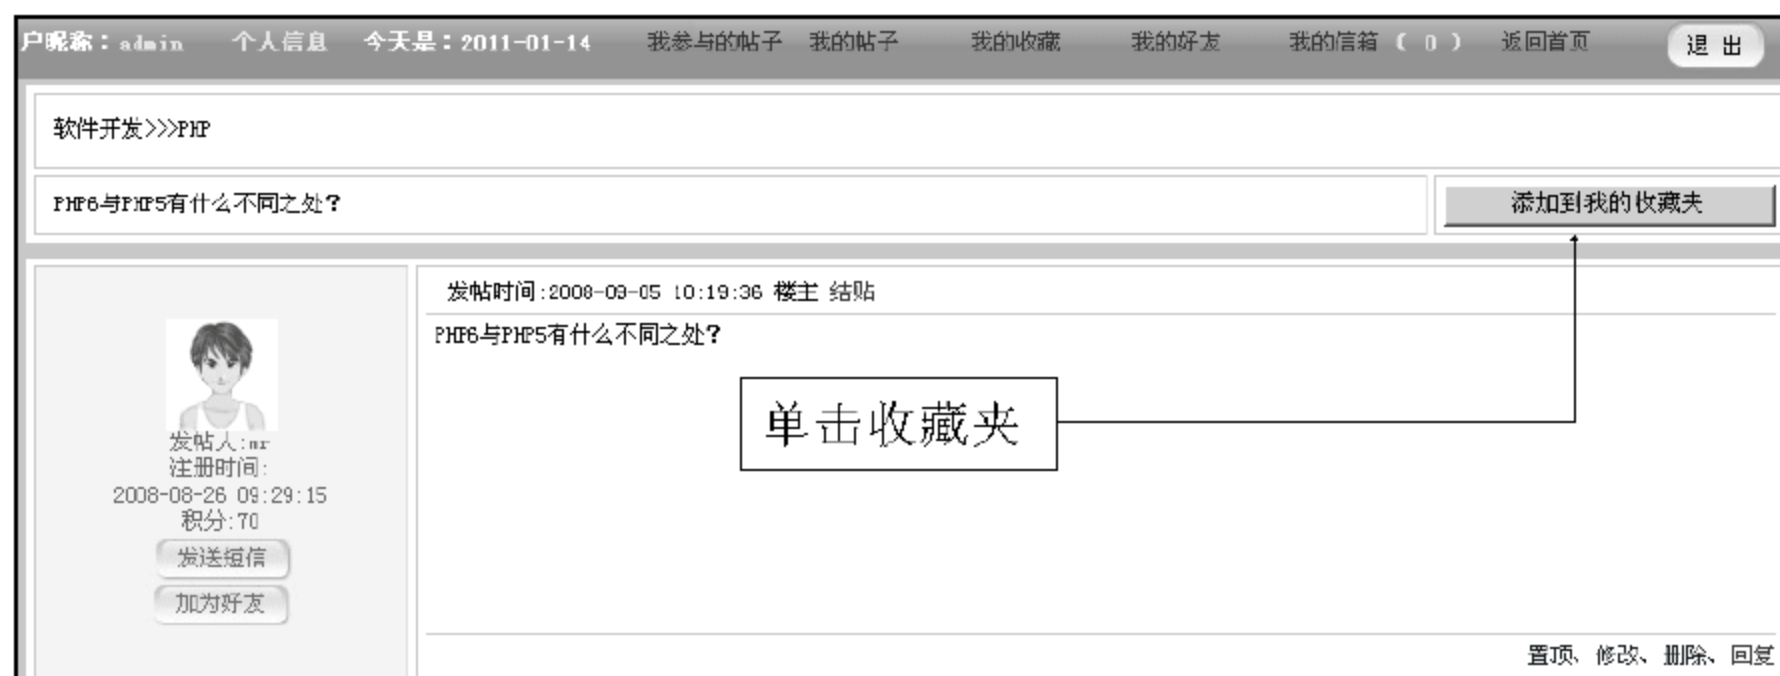 户昵称：admin 个人信息 今天是：2011-01-14 我参与的帖子 我的帖子 我的收藏 我的好友 我的信箱 ( 0 ) 返回首页 退 出
软件开发>>>PHP
PHP6与PHP5有什么不同之处? 添加到我的收藏夹
发帖时间:2008-09-05 10:19:36 楼主 结贴
PHP6与PHP5有什么不同之处?
单击收藏夹
发帖人:mr
注册时间:
2008-08-26 09:29:15
积分:70
发送短信
加为好友
置顶、修改、删除、回复